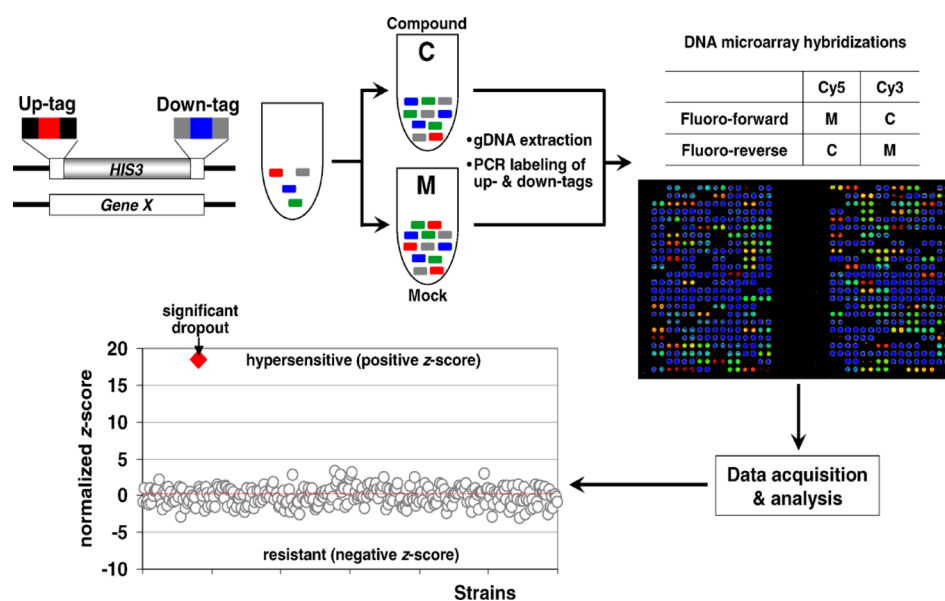 Compound
C
DNA microarray hybridizations
Up-tag
Down-tag
HIS3
Gene X
•gDNA extraction
•PCR labeling of
up- & down-tags
M
Mock
Cy5 Cy3
Fluoro-forward M C
Fluoro-reverse C M
significant
dropout
hypersensitive (positive z-score)
resistant (negative z-score)
normalized z-score
20
15
10
5
0
-5
-10
Strains
Data acquisition
& analysis